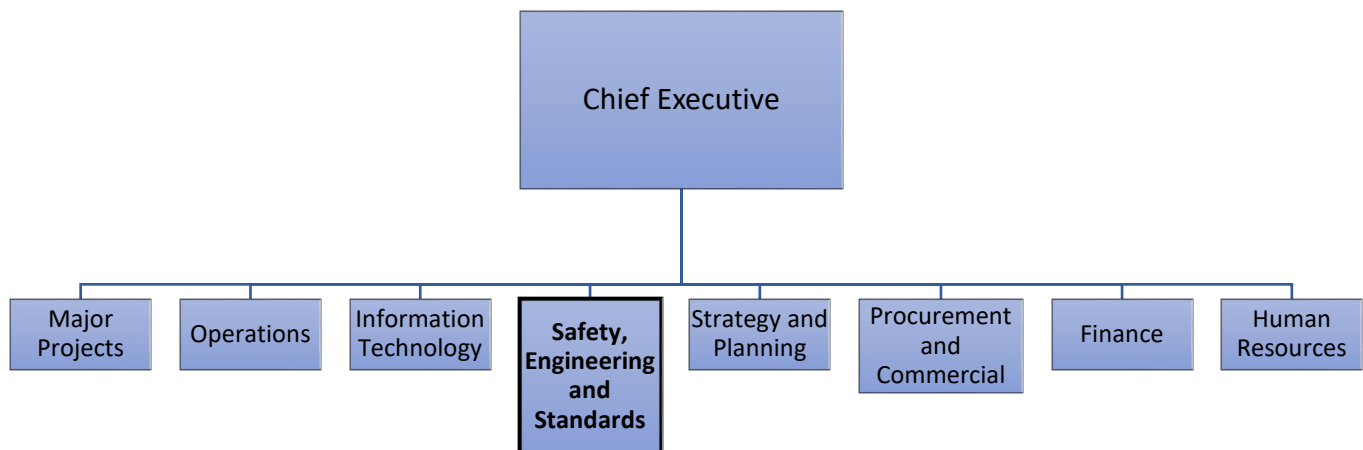 Chief Executive
Major
Projects
Operations
Information
Technology
Safety,
Engineering
and
Standards
Strategy and
Planning
Procurement
and
Commercial
Finance
Human
Resources